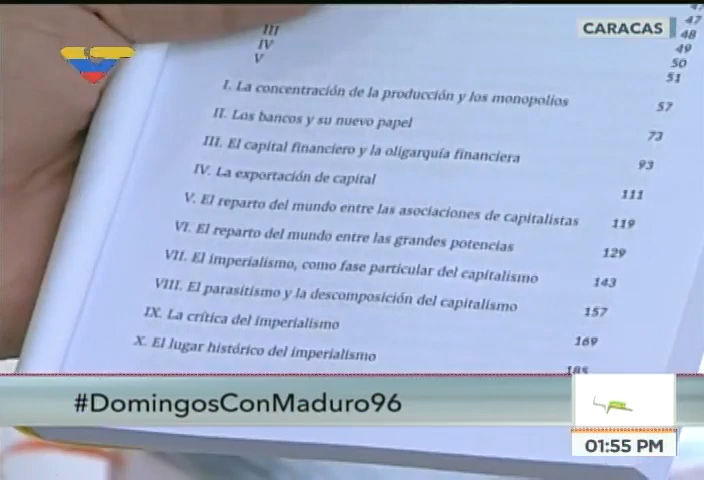 CARACAS
47
III 48
IV 49
V 50
51
I. La concentración de la producción y los monopolios 57
II. Los bancos y su nuevo papel 73
III. El capital financiero y la oligarquía financiera 93
IV. La exportación de capital 111
V. El reparto del mundo entre las asociaciones de capitalistas 119
VI. El reparto del mundo entre las grandes potencias 129
VII. El imperialismo, como fase particular del capitalismo 143
VIII. El parasitismo y la descomposición del capitalismo 157
IX. La crítica del imperialismo 169
X. El lugar histórico del imperialismo 185
#DomingosConMaduro96
01:55 PM